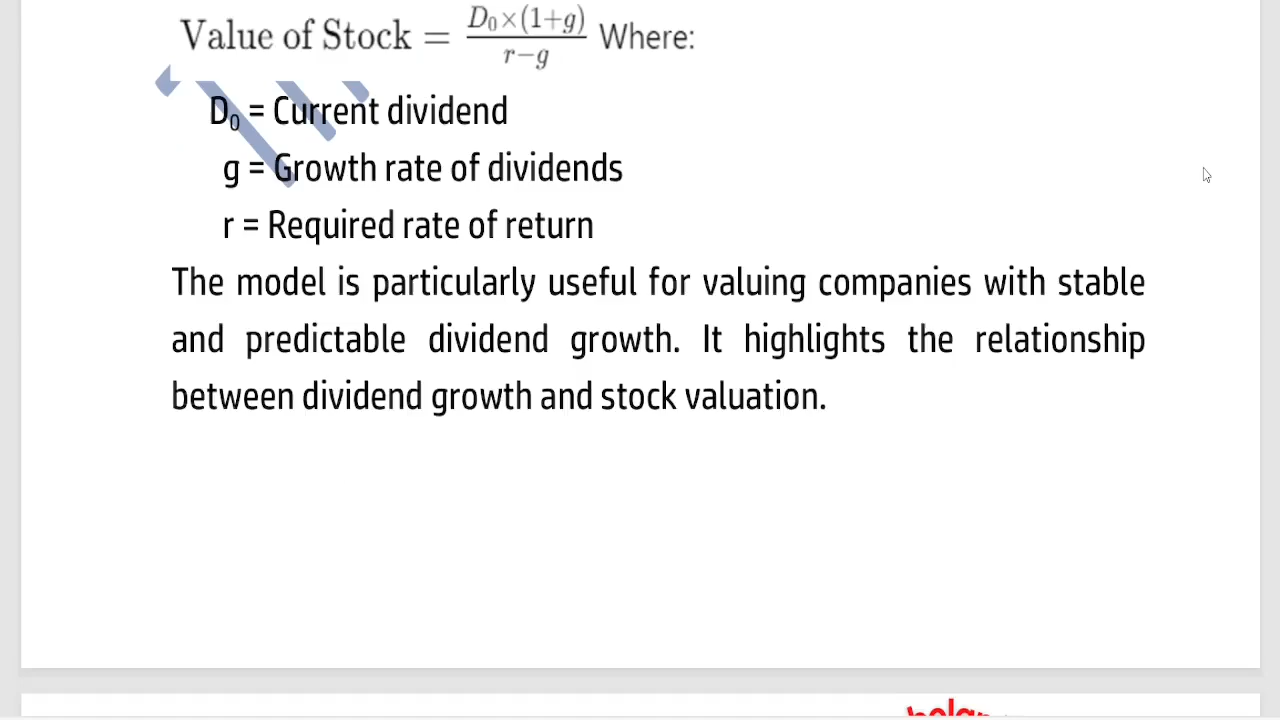 Value of Stock = D₀×(1+g)/r−g Where:
D₀ = Current dividend
g = Growth rate of dividends
r = Required rate of return
The model is particularly useful for valuing companies with stable
and predictable dividend growth. It highlights the relationship
between dividend growth and stock valuation.